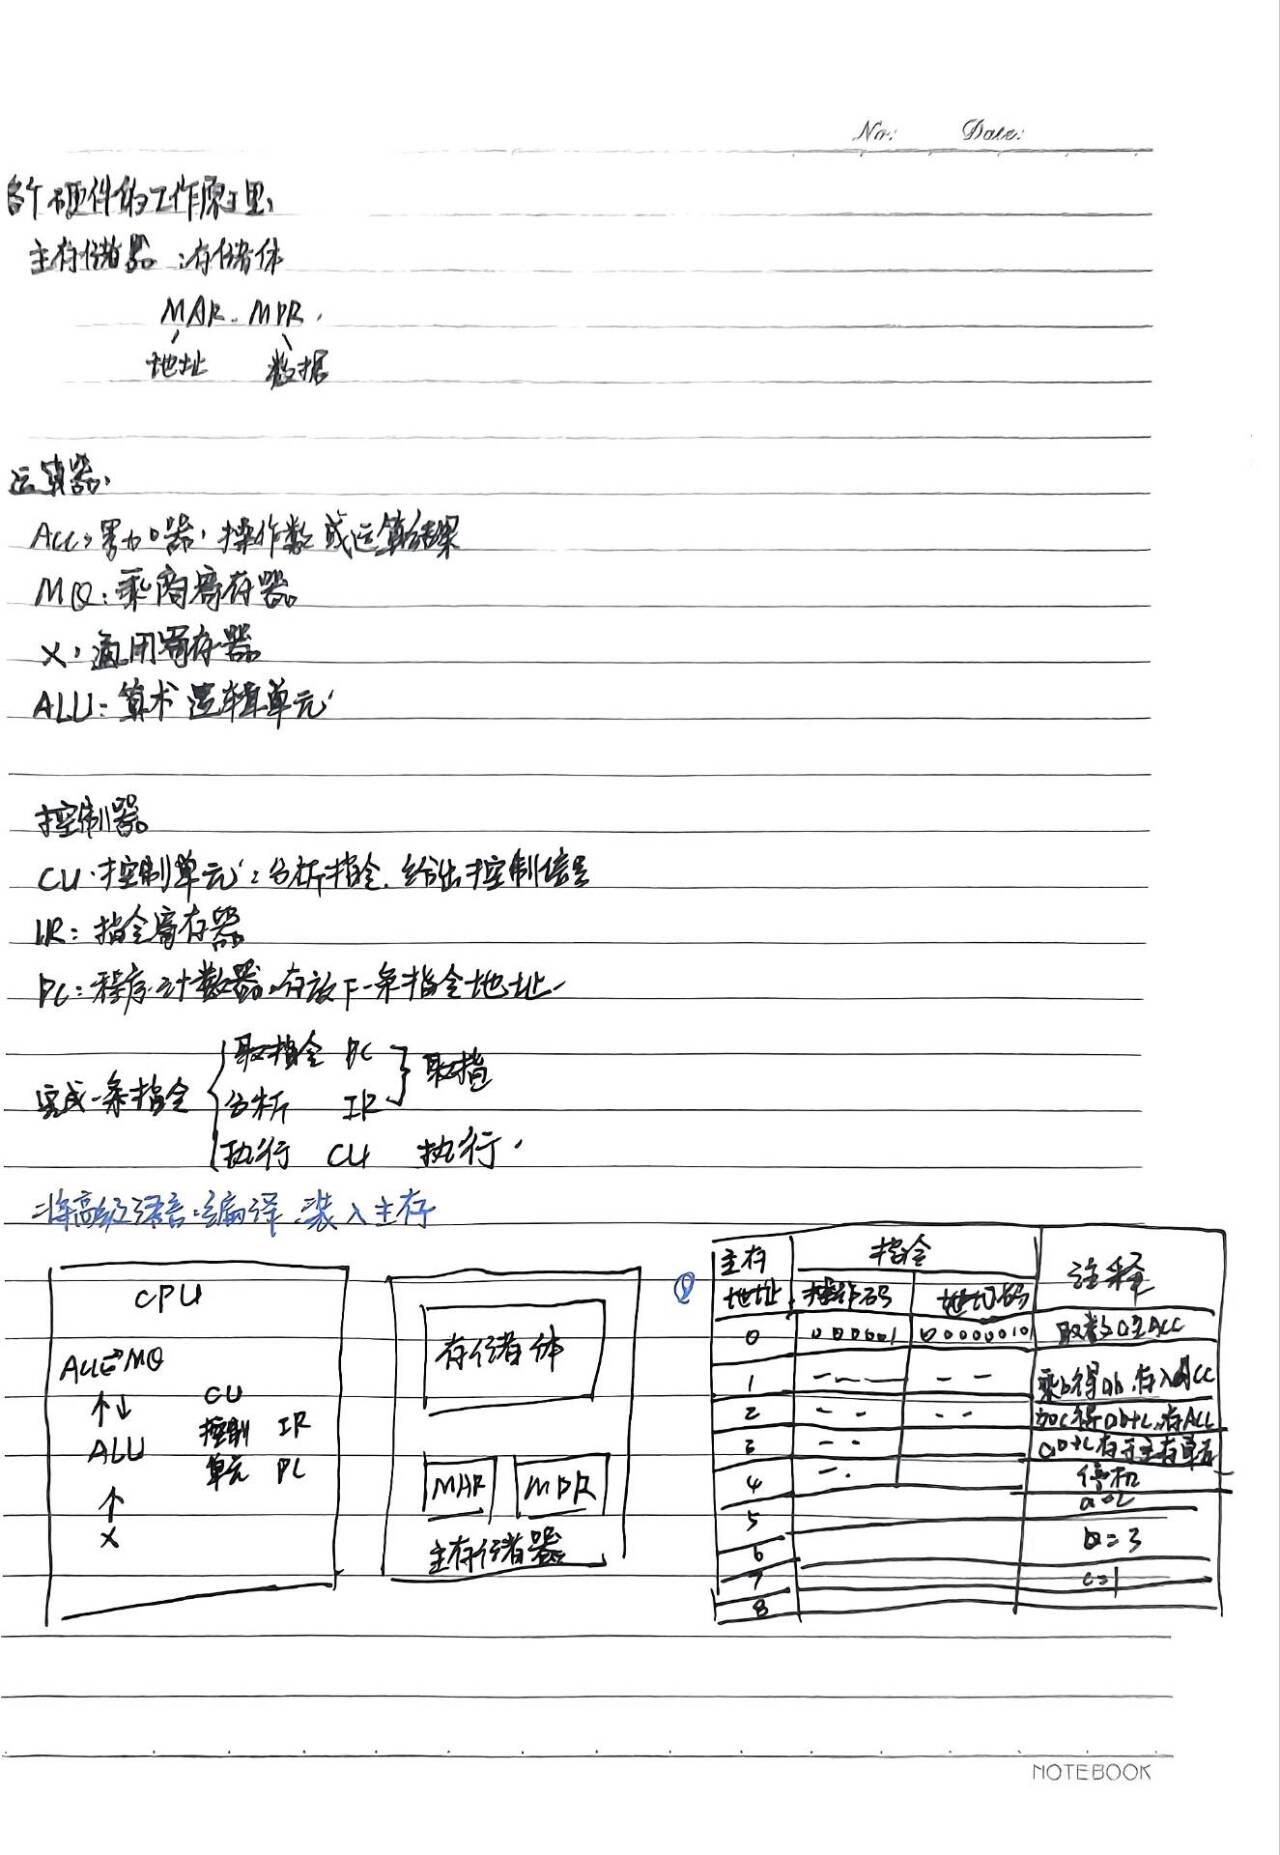 No: Date:
各个硬件的工作原理:
主存储器:存储体
MAR. MDR.
地址 数据
运算器:
ACC:累加器,操作数或运算结果
MQ:乘商寄存器
X:通用寄存器
ALU:算术逻辑单元
控制器
CU:控制单元:分析指令.给出控制信号
IR:指令寄存器
PC:程序计数器.存放下一条指令地址
完成一条指令
取指令 PC
分析 IR
取指
执行 CU 执行.
将高级语言:编译.装入主存
CPU
ACC MQ
ALU
X
CU
控制
单元
IR
PC
存储体
MAR MDR
主存储器
主存地址 指令 注释
操作码 地址码
0 000001 0000000101 取数a至ACC
1 -- -- 乘b得ab,存入ACC
2 -- -- 加c得ab+c,存ACC
3 -- ab+c存于主存单元
4 -. 停机
5 a=2
6 b=3
7 c=1
8
NOTEBOOK